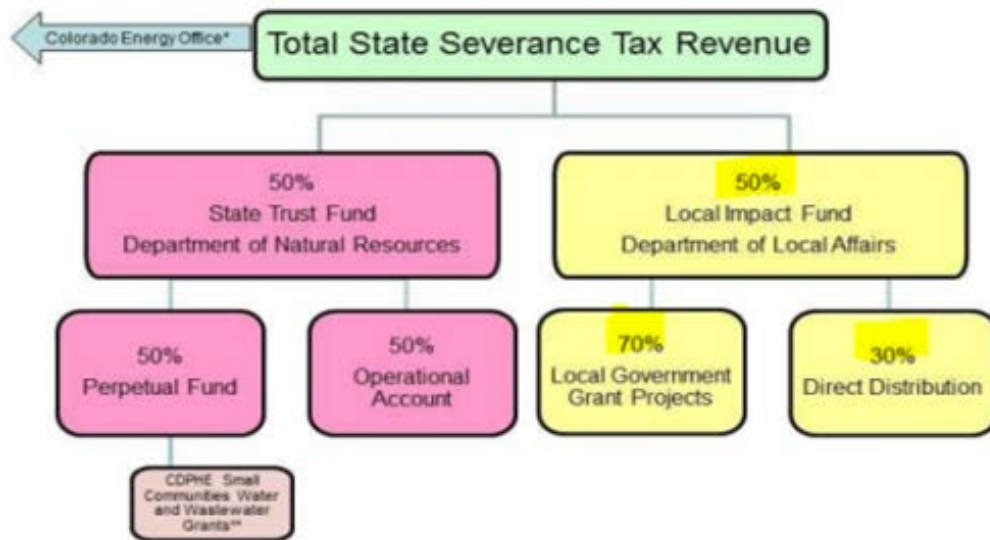 Colorado Energy Office*
Total State Severance Tax Revenue
50%
State Trust Fund
Department of Natural Resources
50%
Local Impact Fund
Department of Local Affairs
50%
Perpetual Fund
50%
Operational
Account
70%
Local Government
Grant Projects
30%
Direct Distribution
CDPHE Small
Communities Water
and Wastewater
Grants**